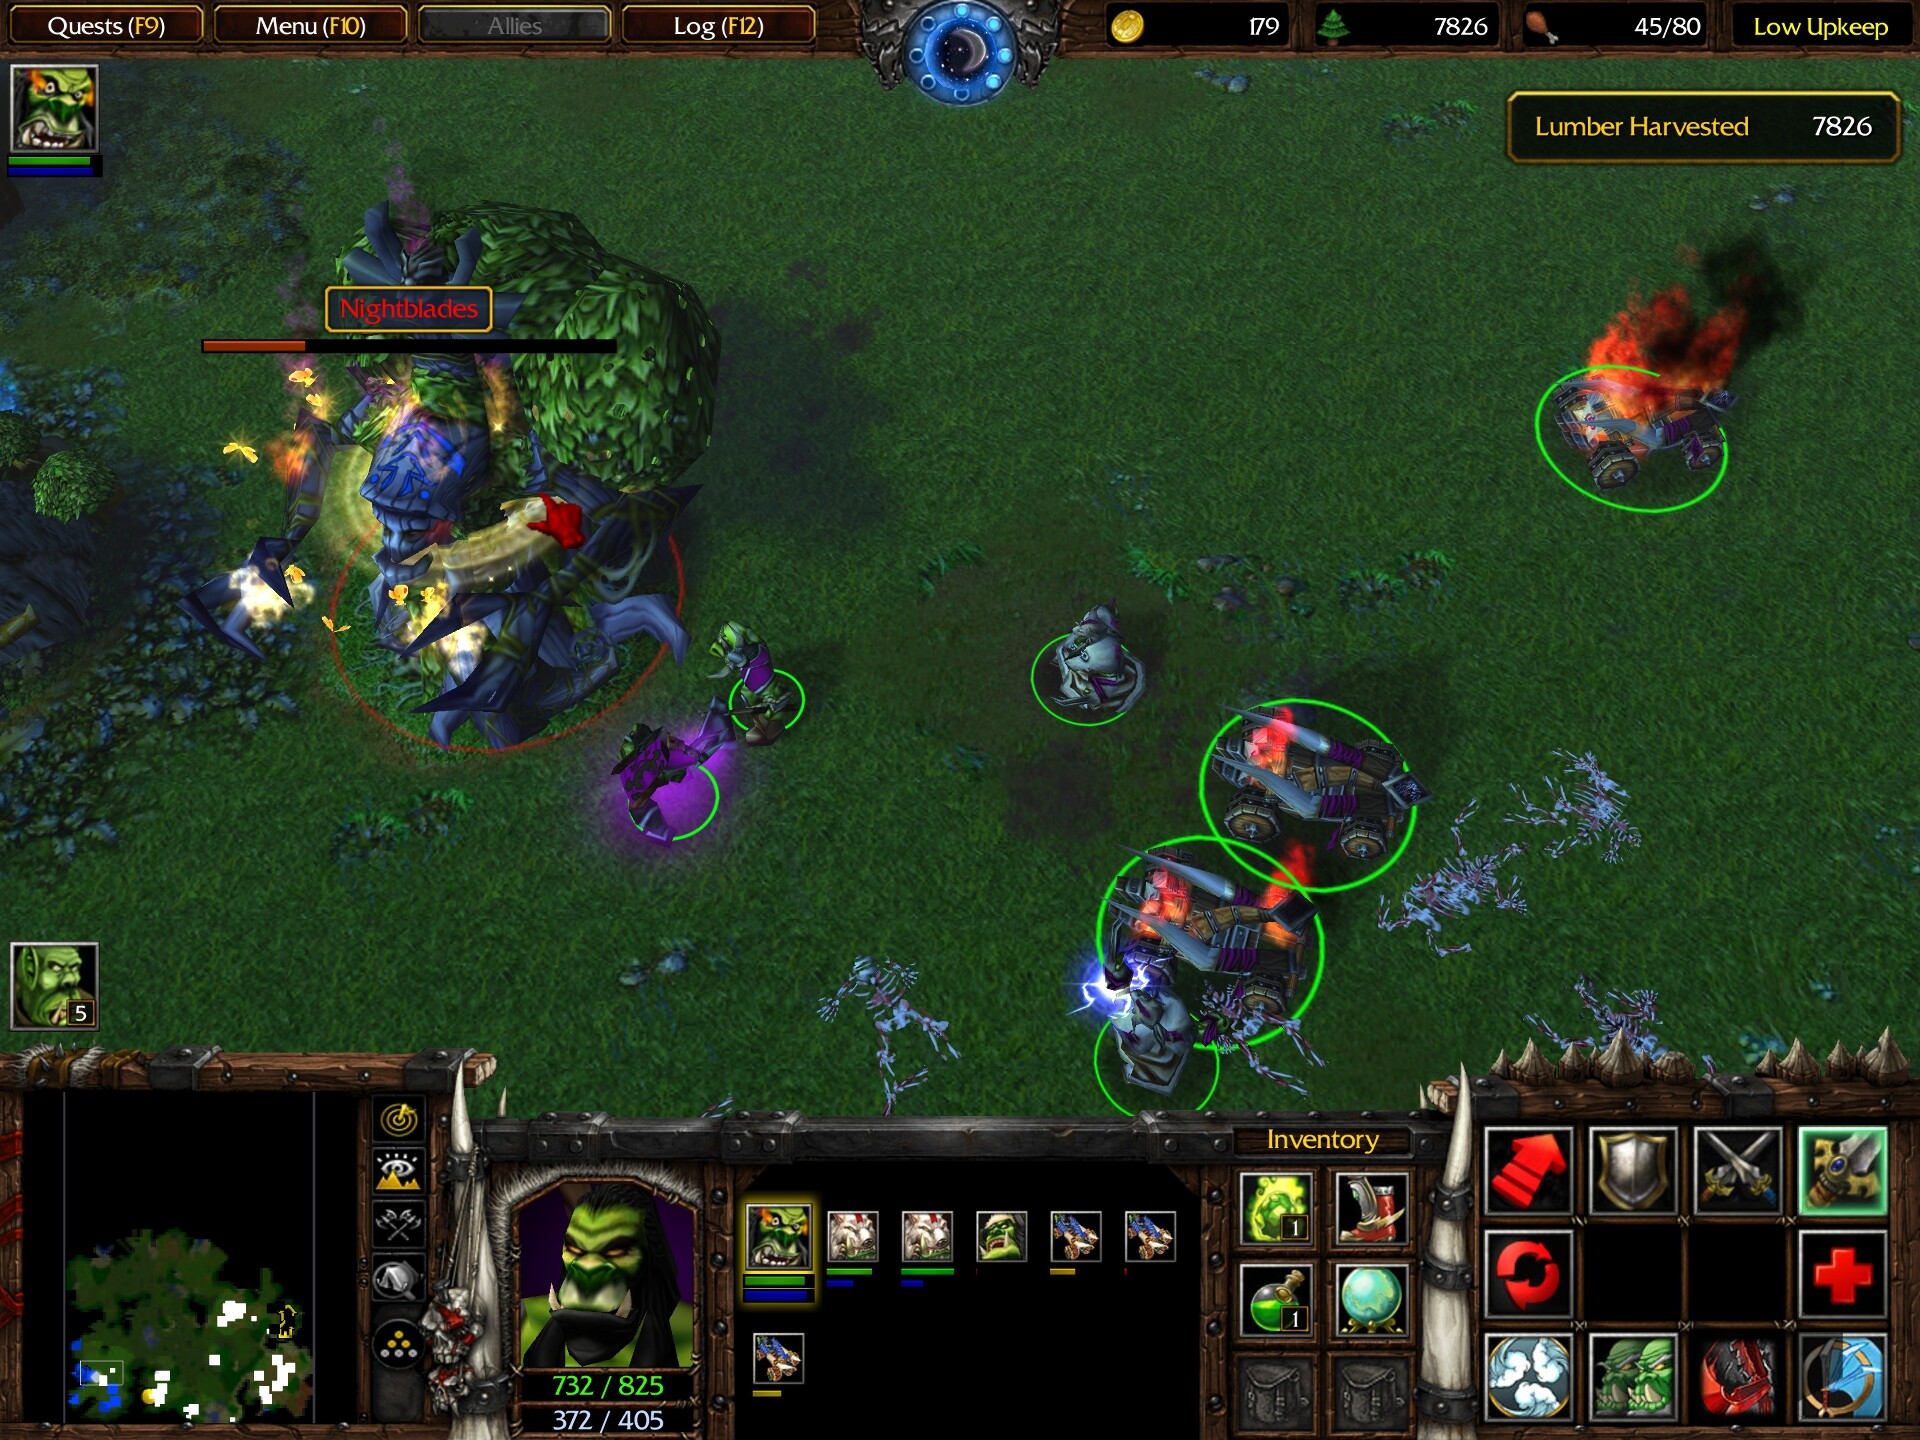 Quests (F9) Menu (F10) Allies Log (F12) 179 7826 45/80 Low Upkeep
Lumber Harvested 7826
Nightblades
5
Inventory
1
1
732 / 825
372 / 405